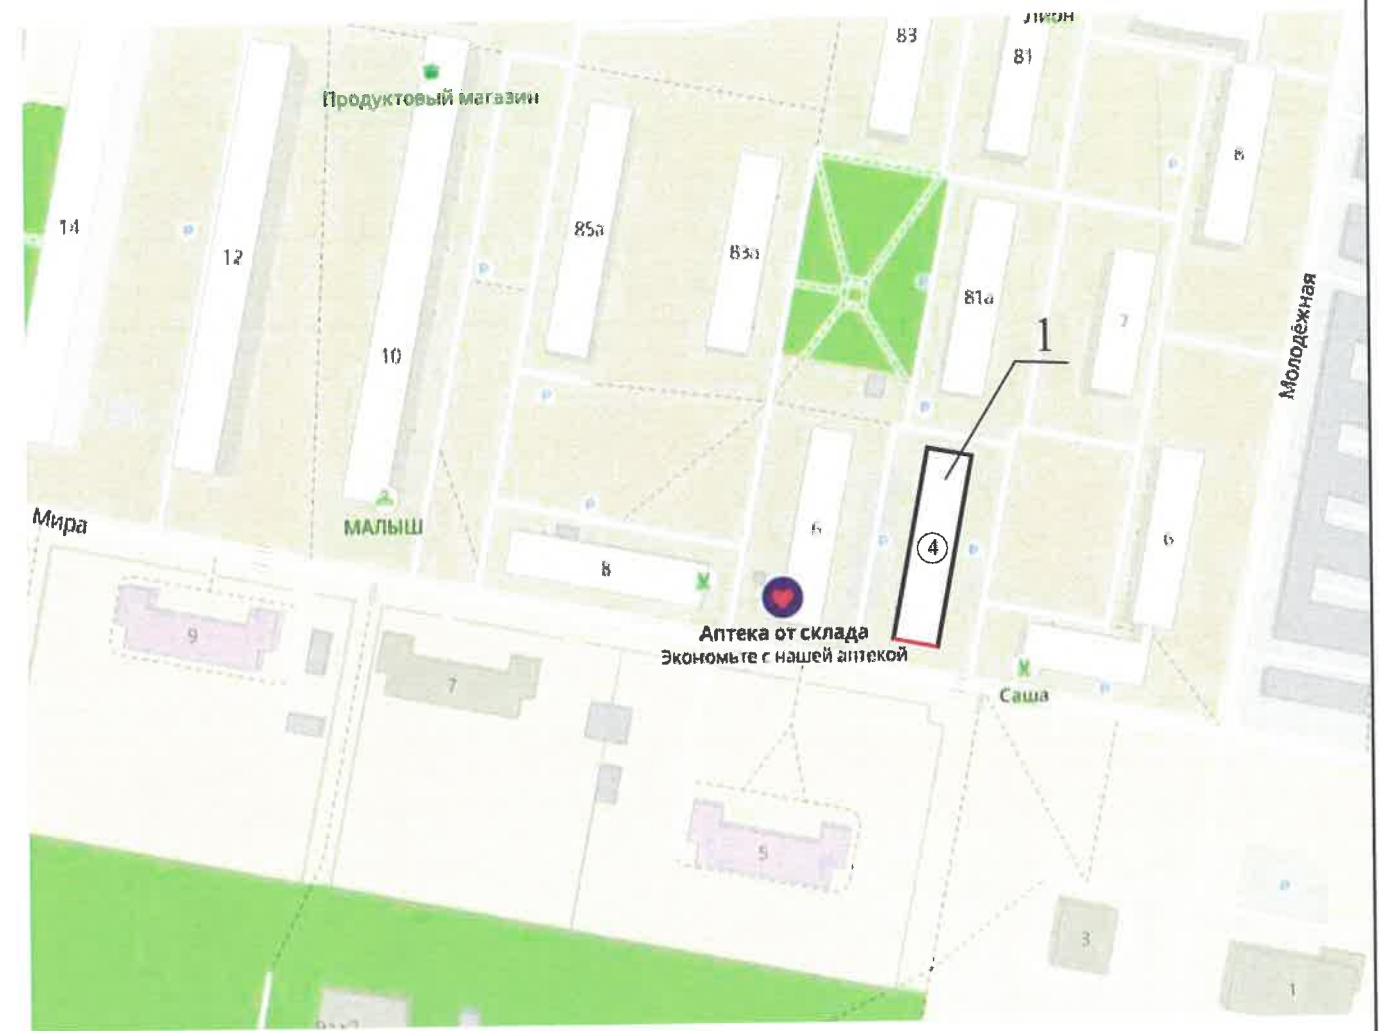 Лион
83
81
Продуктовый магазин
8
14
12
85а
83а
81а
7
1
10
Молодёжная
Мира
МАЛЫШ
8
6
4
6
Аптека от склада
Экономьте с нашей аптекой
9
7
Саша
5
3
1
P
P
P
P
P
P
P
P
P
P
P